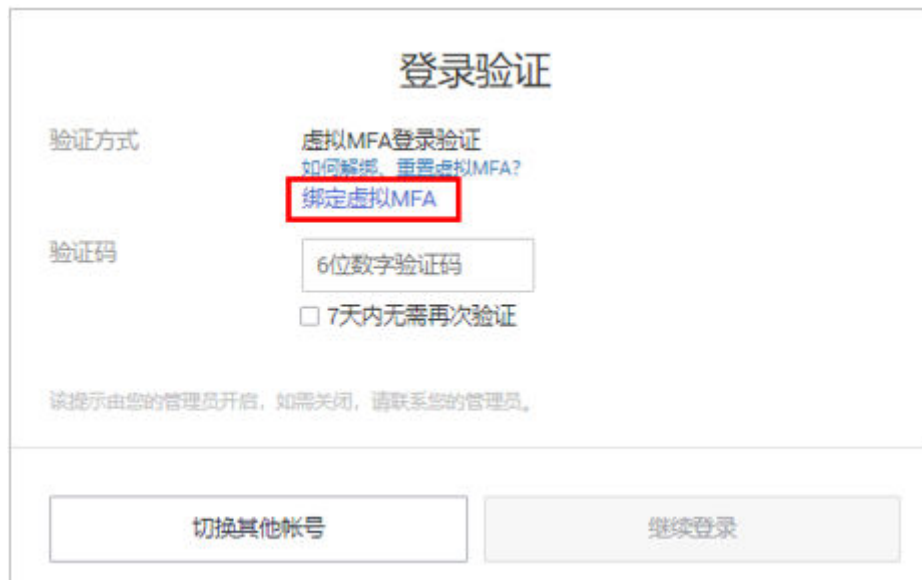 登录验证
验证方式
虚拟MFA登录验证
如何解绑、重置虚拟MFA?
绑定虚拟MFA
验证码
6位数字验证码
7天内无需再次验证
该提示由您的管理员开启，如需关闭，请联系您的管理员。
切换其他帐号
继续登录